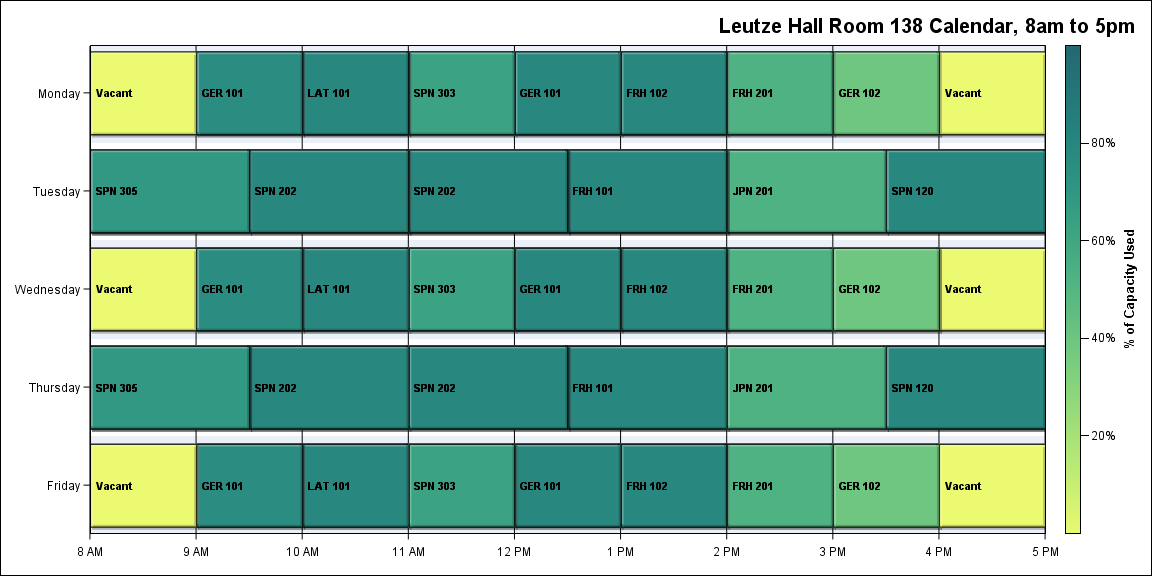 Leutze Hall Room 138 Calendar, 8am to 5pm
Monday
Vacant
GER 101
LAT 101
SPN 303
GER 101
FRH 102
FRH 201
GER 102
Vacant
Tuesday
SPN 305
SPN 202
SPN 202
FRH 101
JPN 201
SPN 120
Wednesday
Vacant
GER 101
LAT 101
SPN 303
GER 101
FRH 102
FRH 201
GER 102
Vacant
Thursday
SPN 305
SPN 202
SPN 202
FRH 101
JPN 201
SPN 120
Friday
Vacant
GER 101
LAT 101
SPN 303
GER 101
FRH 102
FRH 201
GER 102
Vacant
8 AM
9 AM
10 AM
11 AM
12 PM
1 PM
2 PM
3 PM
4 PM
5 PM
80%
60%
40%
20%
% of Capacity Used